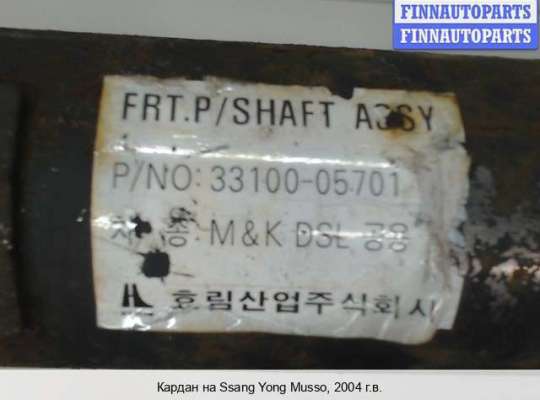 FINNAUTOPARTS
FINNAUTOPARTS
FRT.P/SHAFT ASSY
P/NO: 33100-05701
차 종: M & K DSL 공용
효림산업주식회사
Кардан на Ssang Yong Musso, 2004 г.в.